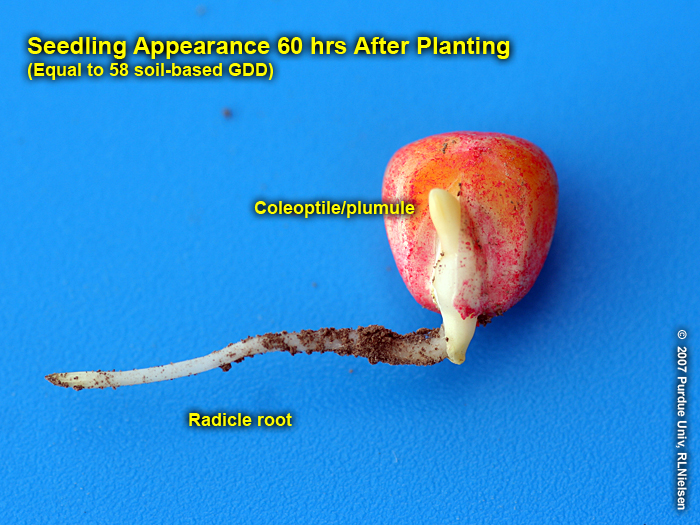 Seedling Appearance 60 hrs After Planting
(Equal to 58 soil-based GDD)
Coleoptile/plumule
Radicle root
© 2007 Purdue Univ, RLNielsen